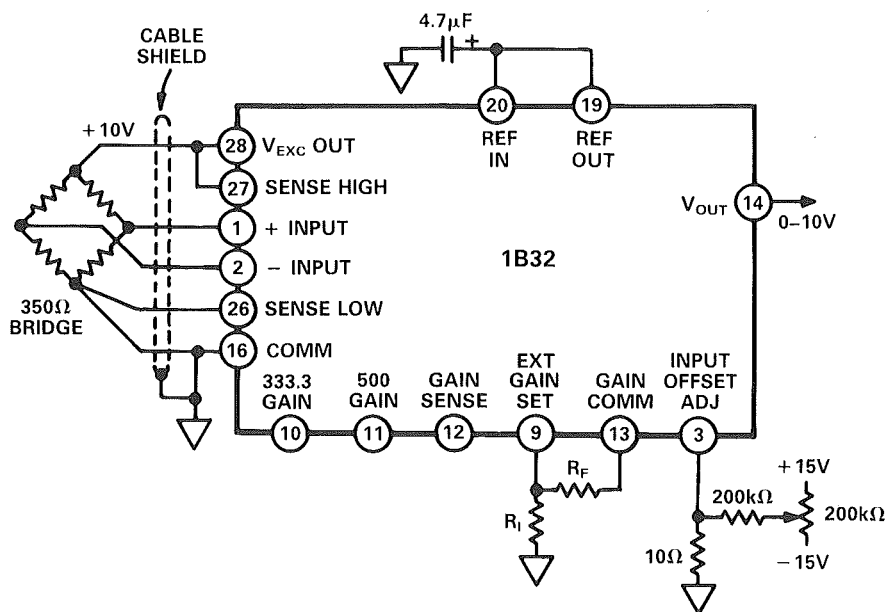 4.7µF
+
CABLE
SHIELD
20
19
REF
IN
REF
OUT
+10V
28
VEXC OUT
27
SENSE HIGH
1
+ INPUT
2
− INPUT
26
SENSE LOW
16
COMM
350Ω
BRIDGE
1B32
VOUT
14
0–10V
333.3
GAIN
500
GAIN
GAIN
SENSE
EXT
GAIN
SET
GAIN
COMM
INPUT
OFFSET
ADJ
10
11
12
9
13
3
RF
RI
+15V
200kΩ
200kΩ
10Ω
−15V